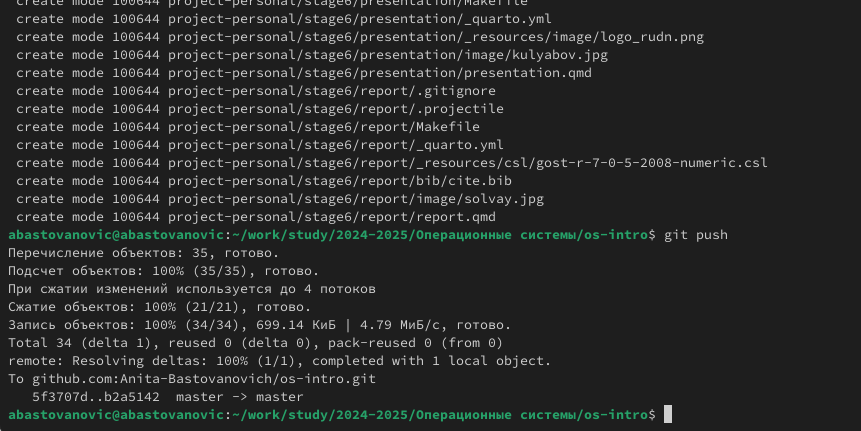 create mode 100644 project-personal/stage6/presentation/Makefile
create mode 100644 project-personal/stage6/presentation/_quarto.yml
create mode 100644 project-personal/stage6/presentation/_resources/image/logo_rudn.png
create mode 100644 project-personal/stage6/presentation/image/kulyabov.jpg
create mode 100644 project-personal/stage6/presentation/presentation.qmd
create mode 100644 project-personal/stage6/report/.gitignore
create mode 100644 project-personal/stage6/report/.projectile
create mode 100644 project-personal/stage6/report/Makefile
create mode 100644 project-personal/stage6/report/_quarto.yml
create mode 100644 project-personal/stage6/report/_resources/csl/gost-r-7-0-5-2008-numeric.csl
create mode 100644 project-personal/stage6/report/bib/cite.bib
create mode 100644 project-personal/stage6/report/image/solvay.jpg
create mode 100644 project-personal/stage6/report/report.qmd
abastovanovic@abastovanovic:~/work/study/2024-2025/Операционные системы/os-intro$ git push
Перечисление объектов: 35, готово.
Подсчет объектов: 100% (35/35), готово.
При сжатии изменений используется до 4 потоков
Сжатие объектов: 100% (21/21), готово.
Запись объектов: 100% (34/34), 699.14 КиБ | 4.79 МиБ/с, готово.
Total 34 (delta 1), reused 0 (delta 0), pack-reused 0 (from 0)
remote: Resolving deltas: 100% (1/1), completed with 1 local object.
To github.com:Anita-Bastovanovich/os-intro.git
5f3707d..b2a5142  master -> master
abastovanovic@abastovanovic:~/work/study/2024-2025/Операционные системы/os-intro$